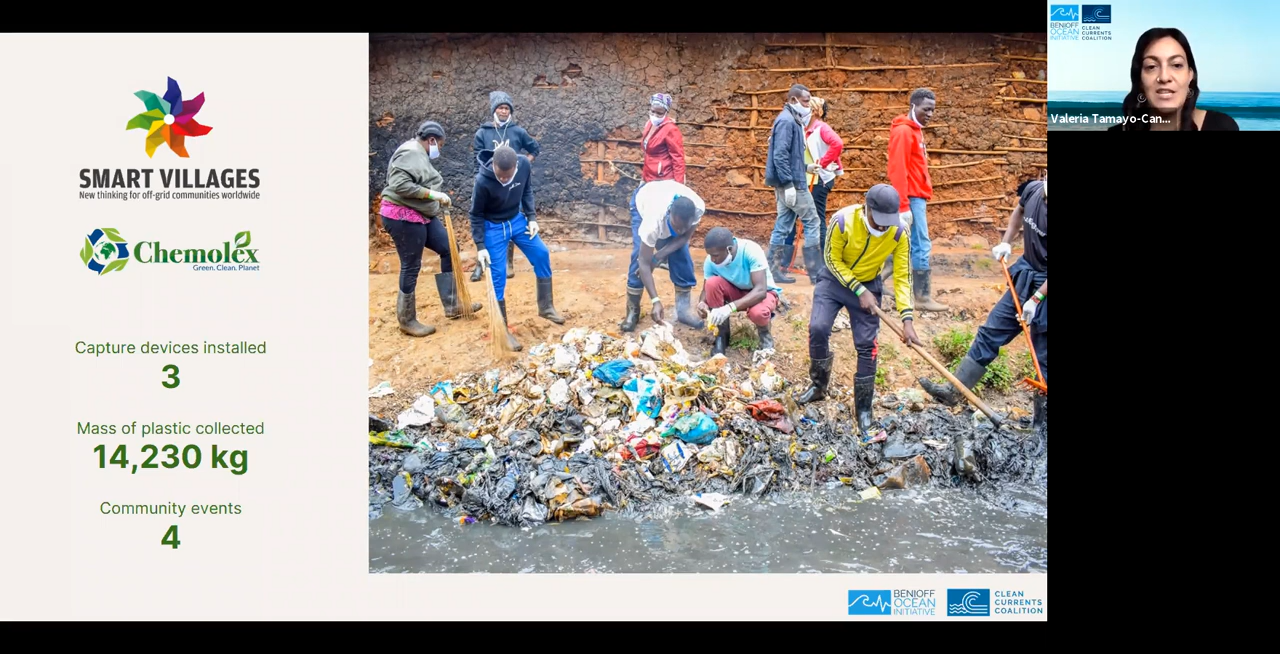 SMART VILLAGES
New thinking for off-grid communities worldwide
Chemolex
Green. Clean. Planet
Capture devices installed
3
Mass of plastic collected
14,230 kg
Community events
4
BENIOFF
OCEAN
INITIATIVE
CLEAN
CURRENTS
COALITION
BENIOFF
OCEAN
INITIATIVE
CLEAN
CURRENTS
COALITION
Valeria Tamayo-Can...